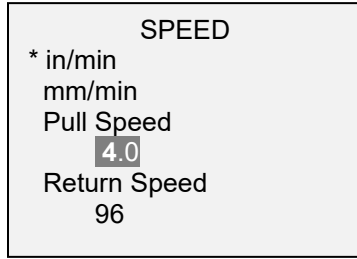 SPEED
* in/min
mm/min
Pull Speed
4.0
Return Speed
96